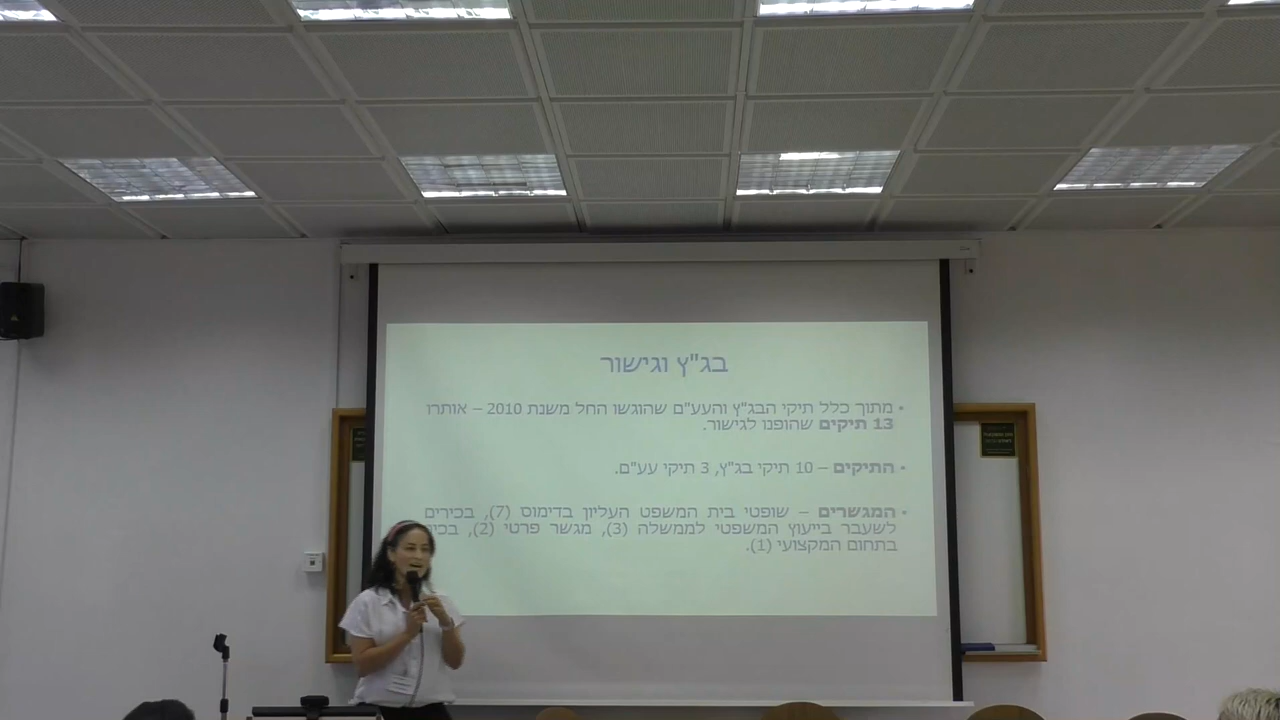 בג"ץ וגישור
• מתוך כלל תיקי הבג"ץ והעע"ם שהוגשו החל משנת 2010 – אותרו
13 תיקים שהופנו לגישור.
• התיקים – 10 תיקי בג"ץ, 3 תיקי עע"ם.
• המגשרים – שופטי בית המשפט העליון בדימוס (7), בכירים
לשעבר בייעוץ המשפטי לממשלה (3), מגשר פרטי (2),
בתחום המקצועי (1).